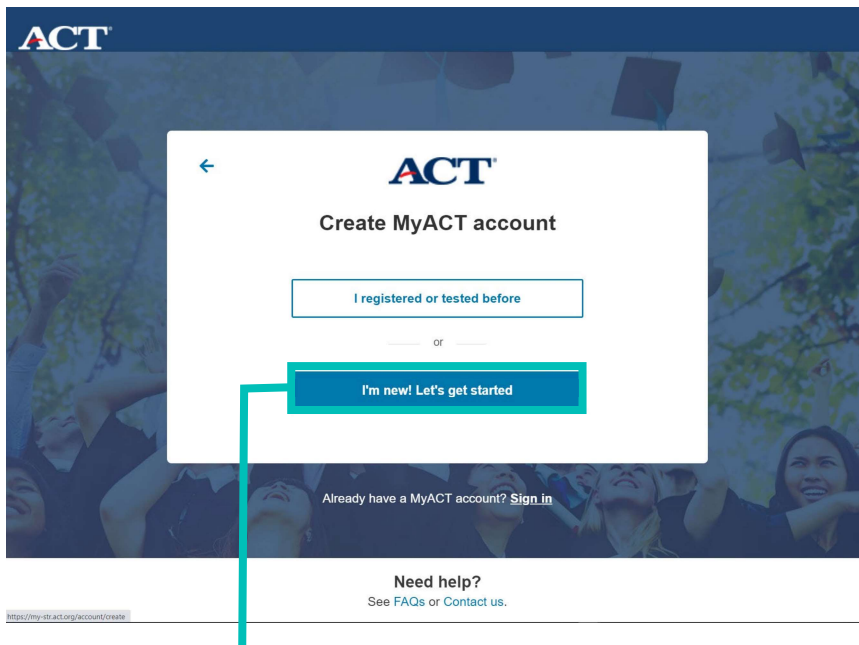 ACT®
←
ACT®
Create MyACT account
I registered or tested before
or
I'm new! Let's get started
Already have a MyACT account? Sign in
Need help?
See FAQs or Contact us.
https://my-str.act.org/account/create